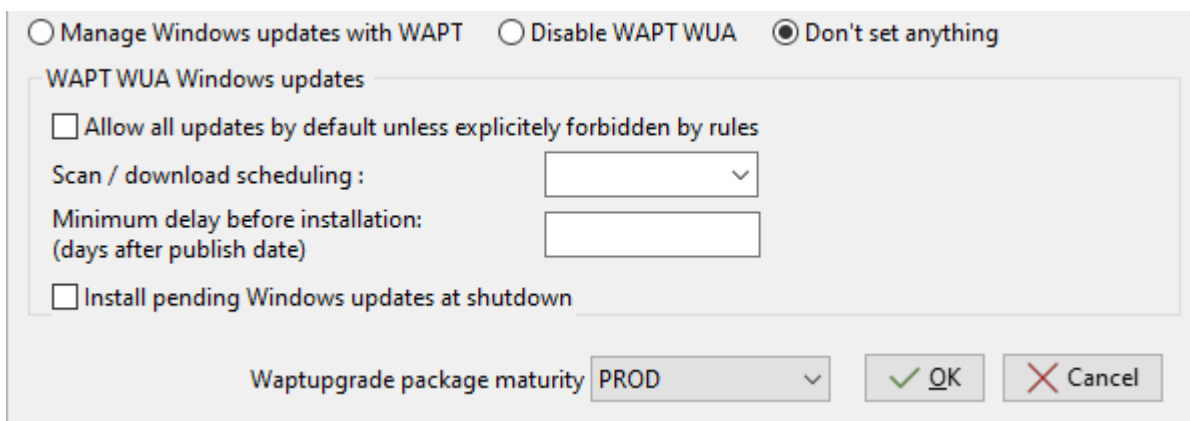 Manage Windows updates with WAPT Disable WAPT WUA Don't set anything
WAPT WUA Windows updates
Allow all updates by default unless explicitely forbidden by rules
Scan / download scheduling :
Minimum delay before installation:
(days after publish date)
Install pending Windows updates at shutdown
Waptupgrade package maturity PROD OK Cancel